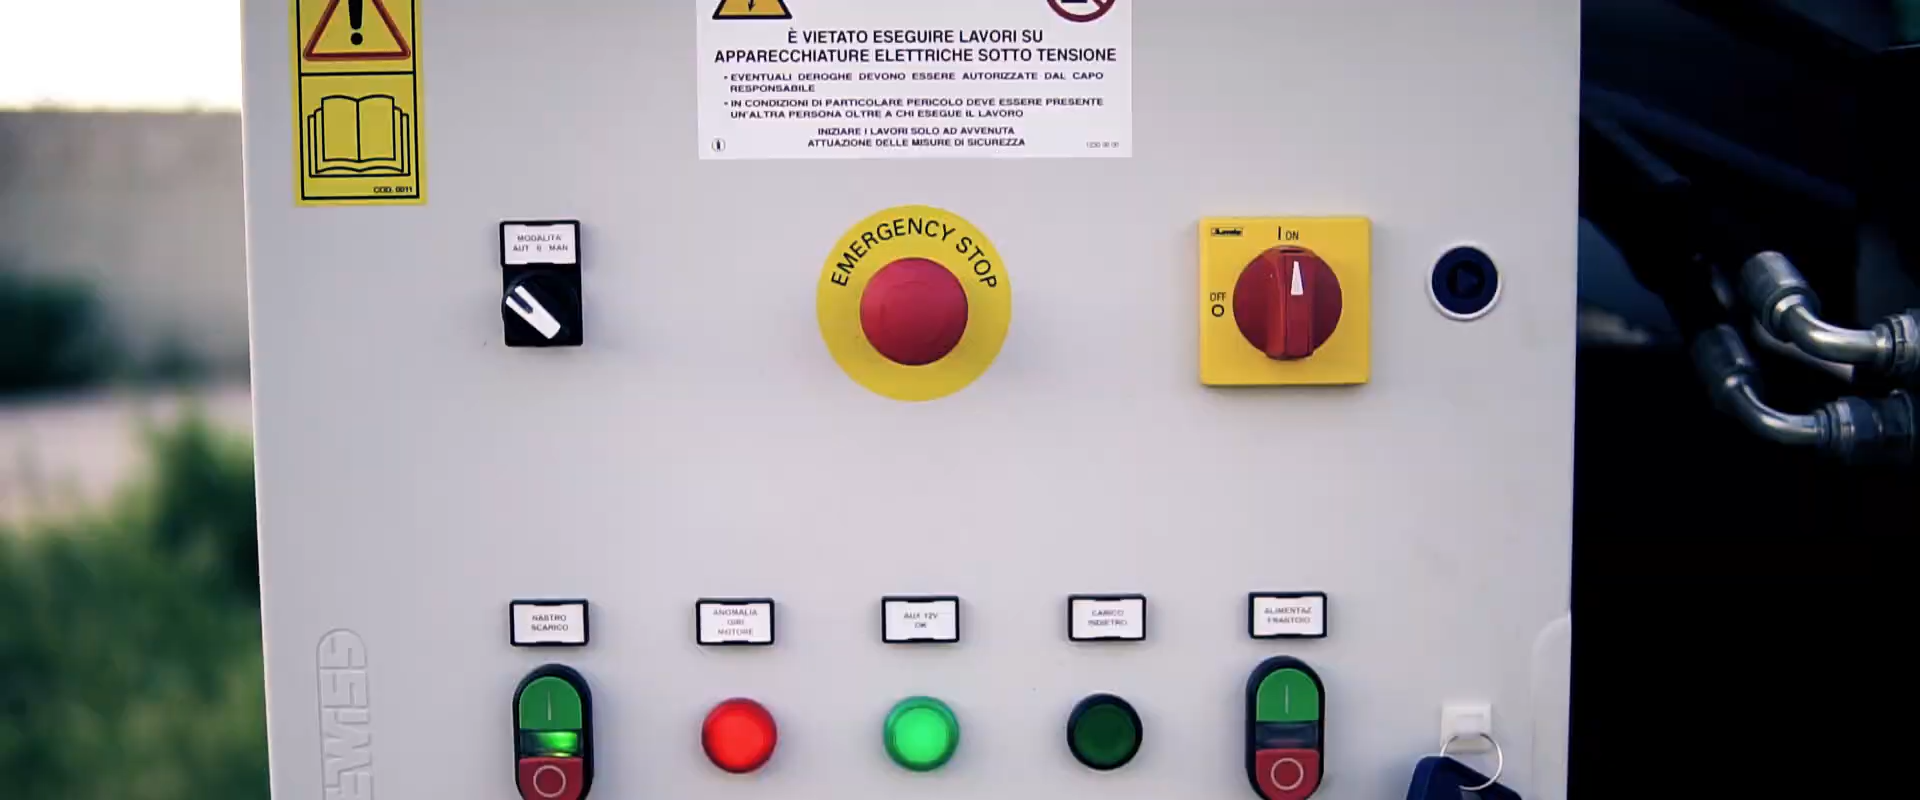 È VIETATO ESEGUIRE LAVORI SU
APPARECCHIATURE ELETTRICHE SOTTO TENSIONE
• EVENTUALI DEROGHE DEVONO ESSERE AUTORIZZATE DAL CAPO
RESPONSABILE
• IN CONDIZIONI DI PARTICOLARE PERICOLO DEVE ESSERE PRESENTE
UN'ALTRA PERSONA OLTRE A CHI ESEGUE IL LAVORO
INIZIARE I LAVORI SOLO AD AVVENUTA
ATTUAZIONE DELLE MISURE DI SICUREZZA
COD. 0011
MODALITA'
AUT 0 MAN
EMERGENCY STOP
I ON
OFF
O
NASTRO
SCARICO
ANOMALIA
GIRI
MOTORE
AUX 12V
OK
CARICO
INDIETRO
ALIMENTAZ
FRANTOIO
GEWISS